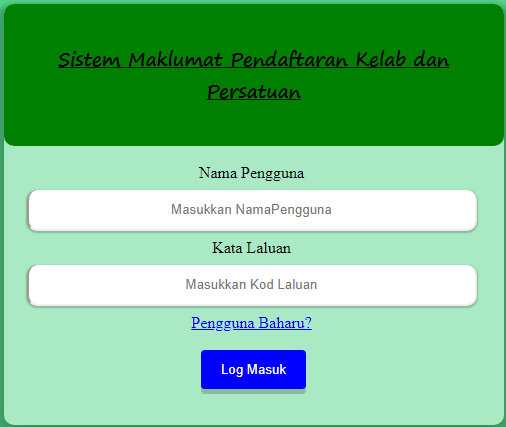 Sistem Maklumat Pendaftaran Kelab dan
Persatuan
Nama Pengguna
Masukkan NamaPengguna
Kata Laluan
Masukkan Kod Laluan
Pengguna Baharu?
Log Masuk